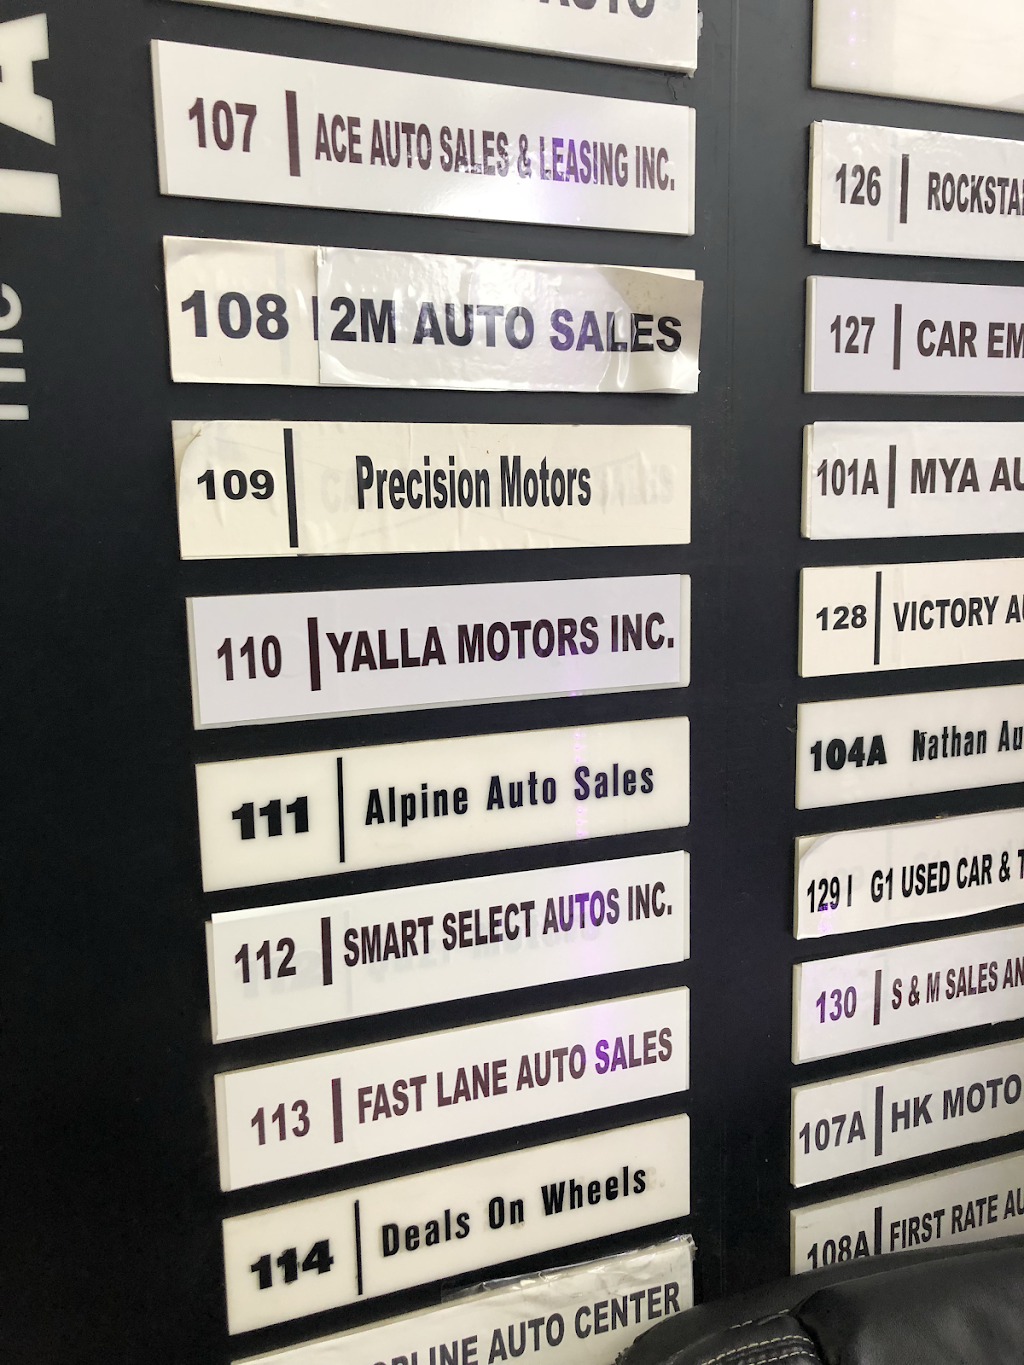 AUTO
107 | ACE AUTO SALES & LEASING INC.
108 | 2M AUTO SALES
109 | Precision Motors
110 | YALLA MOTORS INC.
111 | Alpine Auto Sales
112 | SMART SELECT AUTOS INC.
113 | FAST LANE AUTO SALES
114 | Deals On Wheels
AUTO CENTER
126 |
127 | CAR
101A | MYA
128 | VICTORY
104A Nathan
129 | G1 USED CAR &
130 | S & M SALES
107A | HK
108A | FIRST RATE